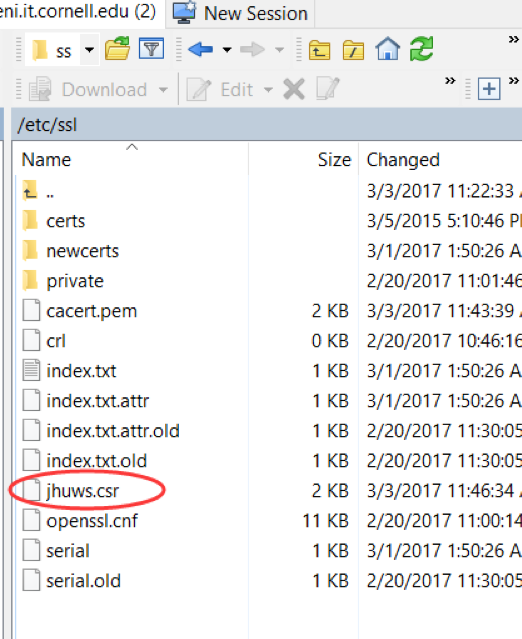 eni.it.cornell.edu (2) New Session
ss
Download Edit
/etc/ssl
Name Size Changed
.. 3/3/2017 11:22:33
certs 3/5/2015 5:10:46 P
newcerts 3/1/2017 1:50:26 A
private 2/20/2017 11:01:46
cacert.pem 2 KB 3/3/2017 11:43:39
crl 0 KB 2/20/2017 10:46:16
index.txt 1 KB 3/1/2017 1:50:26 A
index.txt.attr 1 KB 3/1/2017 1:50:26 A
index.txt.attr.old 1 KB 2/20/2017 11:30:05
index.txt.old 1 KB 2/20/2017 11:30:05
jhuws.csr 2 KB 3/3/2017 11:46:34
openssl.cnf 11 KB 2/20/2017 11:00:14
serial 1 KB 3/1/2017 1:50:26 A
serial.old 1 KB 2/20/2017 11:30:05